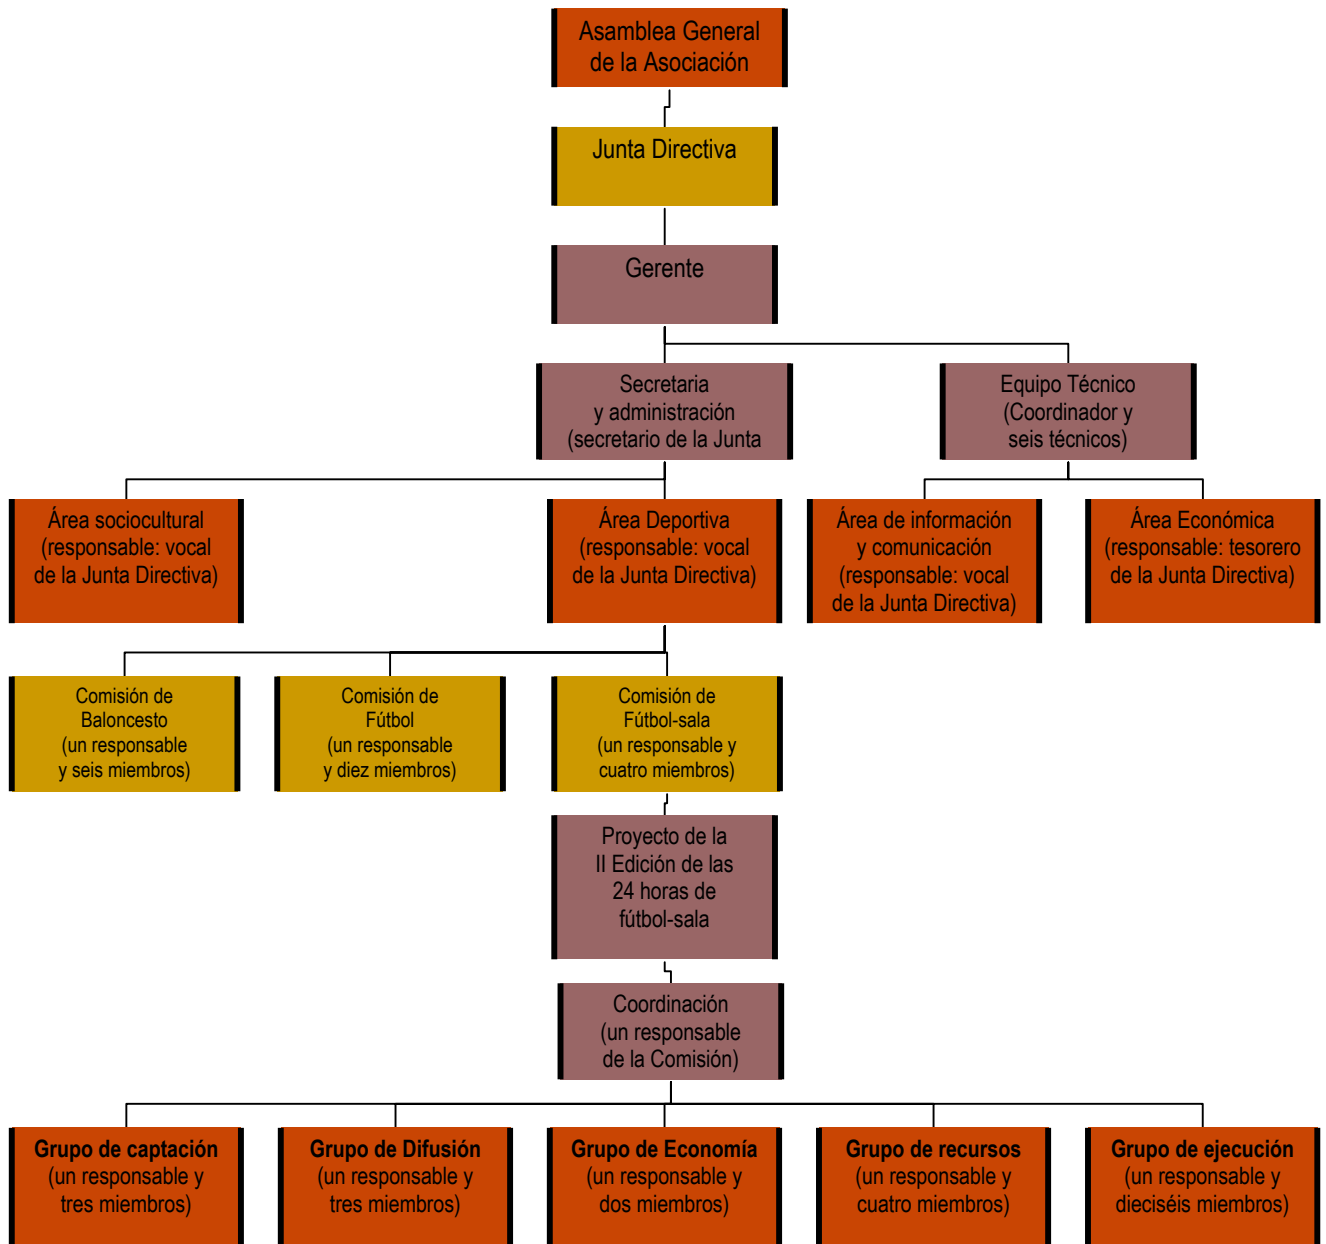 Asamblea General
de la Asociación
Junta Directiva
Gerente
Secretaria
y administración
(secretario de la Junta
Equipo Técnico
(Coordinador y
seis técnicos)
Área sociocultural
(responsable: vocal
de la Junta Directiva)
Área Deportiva
(responsable: vocal
de la Junta Directiva)
Área de información
y comunicación
(responsable: vocal
de la Junta Directiva)
Área Económica
(responsable: tesorero
de la Junta Directiva)
Comisión de
Baloncesto
(un responsable
y seis miembros)
Comisión de
Fútbol
(un responsable
y diez miembros)
Comisión de
Fútbol-sala
(un responsable y
cuatro miembros)
Proyecto de la
II Edición de las
24 horas de
fútbol-sala
Coordinación
(un responsable
de la Comisión)
Grupo de captación
(un responsable y
tres miembros)
Grupo de Difusión
(un responsable y
tres miembros)
Grupo de Economía
(un responsable y
dos miembros)
Grupo de recursos
(un responsable y
cuatro miembros)
Grupo de ejecución
(un responsable y
dieciséis miembros)